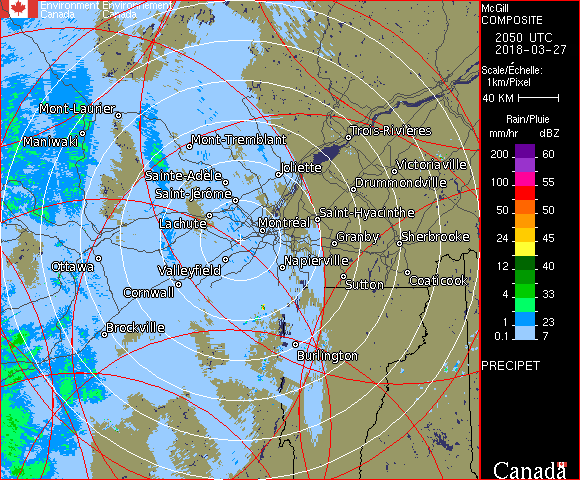 Environment Environnement
Canada Canada
McGill
COMPOSITE
2050 UTC
2018-03-27
Scale/Échelle:
1km/Pixel
40 KM
Rain/Pluie
mm/hr dBZ
200 60
100 55
50 50
24 45
12 40
4 33
1 23
0.1 7
PRECIPET
Canada
Mont-Laurier
Maniwaki
Mont-Tremblant
Trois-Rivières
Joliette
Victoriaville
Sainte-Adèle
Drummondville
Saint-Jérôme
Lachute
Saint-Hyacinthe
Montréal
Granby
Sherbrooke
Ottawa
Valleyfield
Napierville
Sutton
Coaticook
Cornwall
Brockville
Burlington